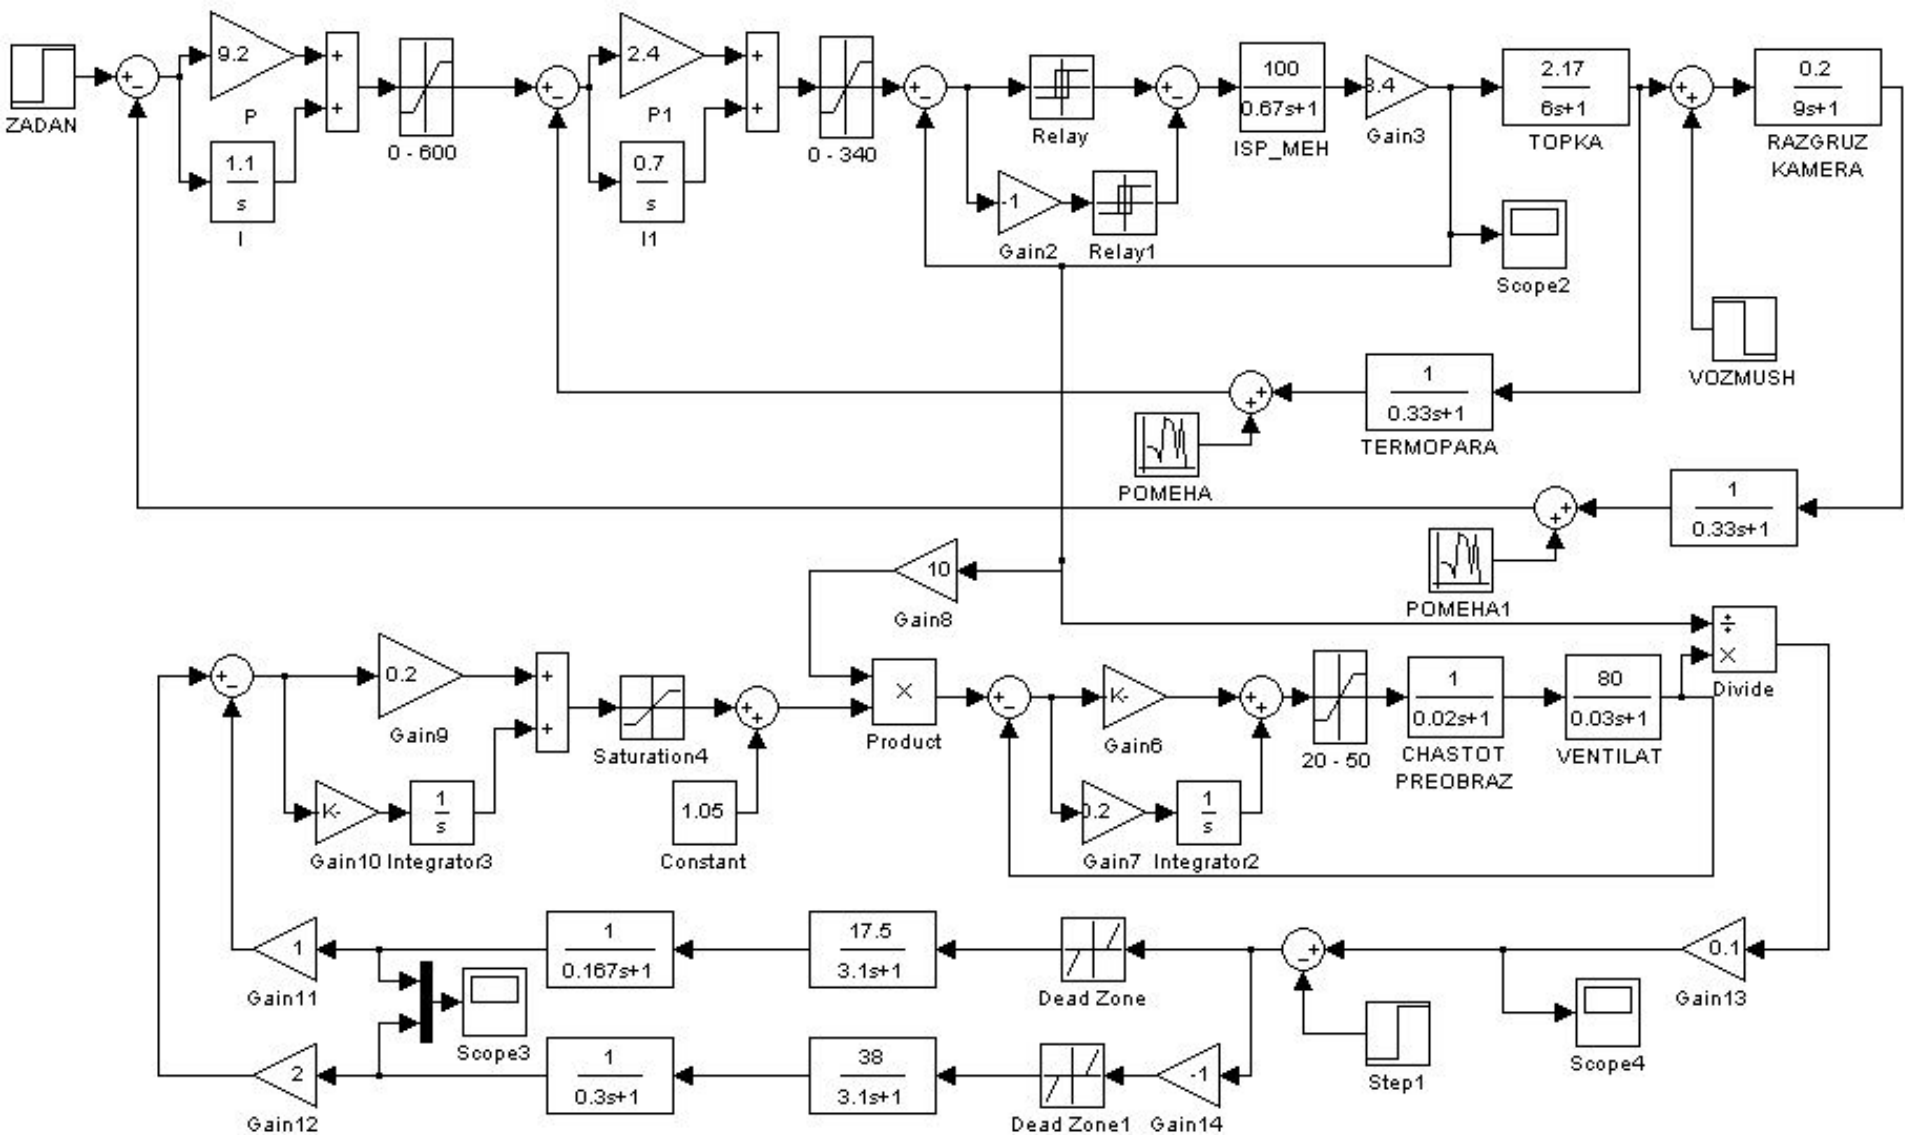 ZADAN
9.2
P
1.1
s
I
0 - 600
2.4
P1
0.7
s
I1
0 - 340
Relay
-1
Gain2
Relay1
100
0.67s+1
ISP_MEH
3.4
Gain3
2.17
6s+1
TOPKA
0.2
9s+1
RAZGRUZ
KAMERA
Scope2
VOZMUSH
1
0.33s+1
TERMOPARA
POMEHA
1
0.33s+1
POMEHA1
10
Gain8
0.2
Gain9
K-
Gain10
1
s
Integrator3
Saturation4
1.05
Constant
×
Product
K-
Gain6
0.2
Gain7
1
s
Integrator2
20 - 50
1
0.02s+1
CHASTOT
PREOBRAZ
80
0.03s+1
VENTILAT
÷
×
Divide
1
Gain11
1
0.167s+1
17.5
3.1s+1
Dead Zone
0.1
Gain13
Scope3
Step1
Scope4
2
Gain12
1
0.3s+1
38
3.1s+1
Dead Zone1
-1
Gain14